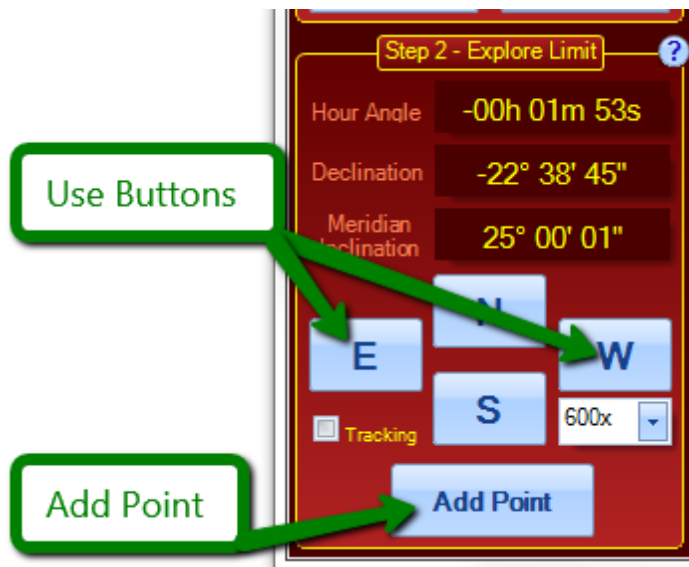 Step 2 - Explore Limit
?
Hour Angle -00h 01m 53s
Declination -22° 38' 45"
Meridian
Inclination 25° 00' 01"
Use Buttons
N
E
W
S
600x
Tracking
Add Point
Add Point